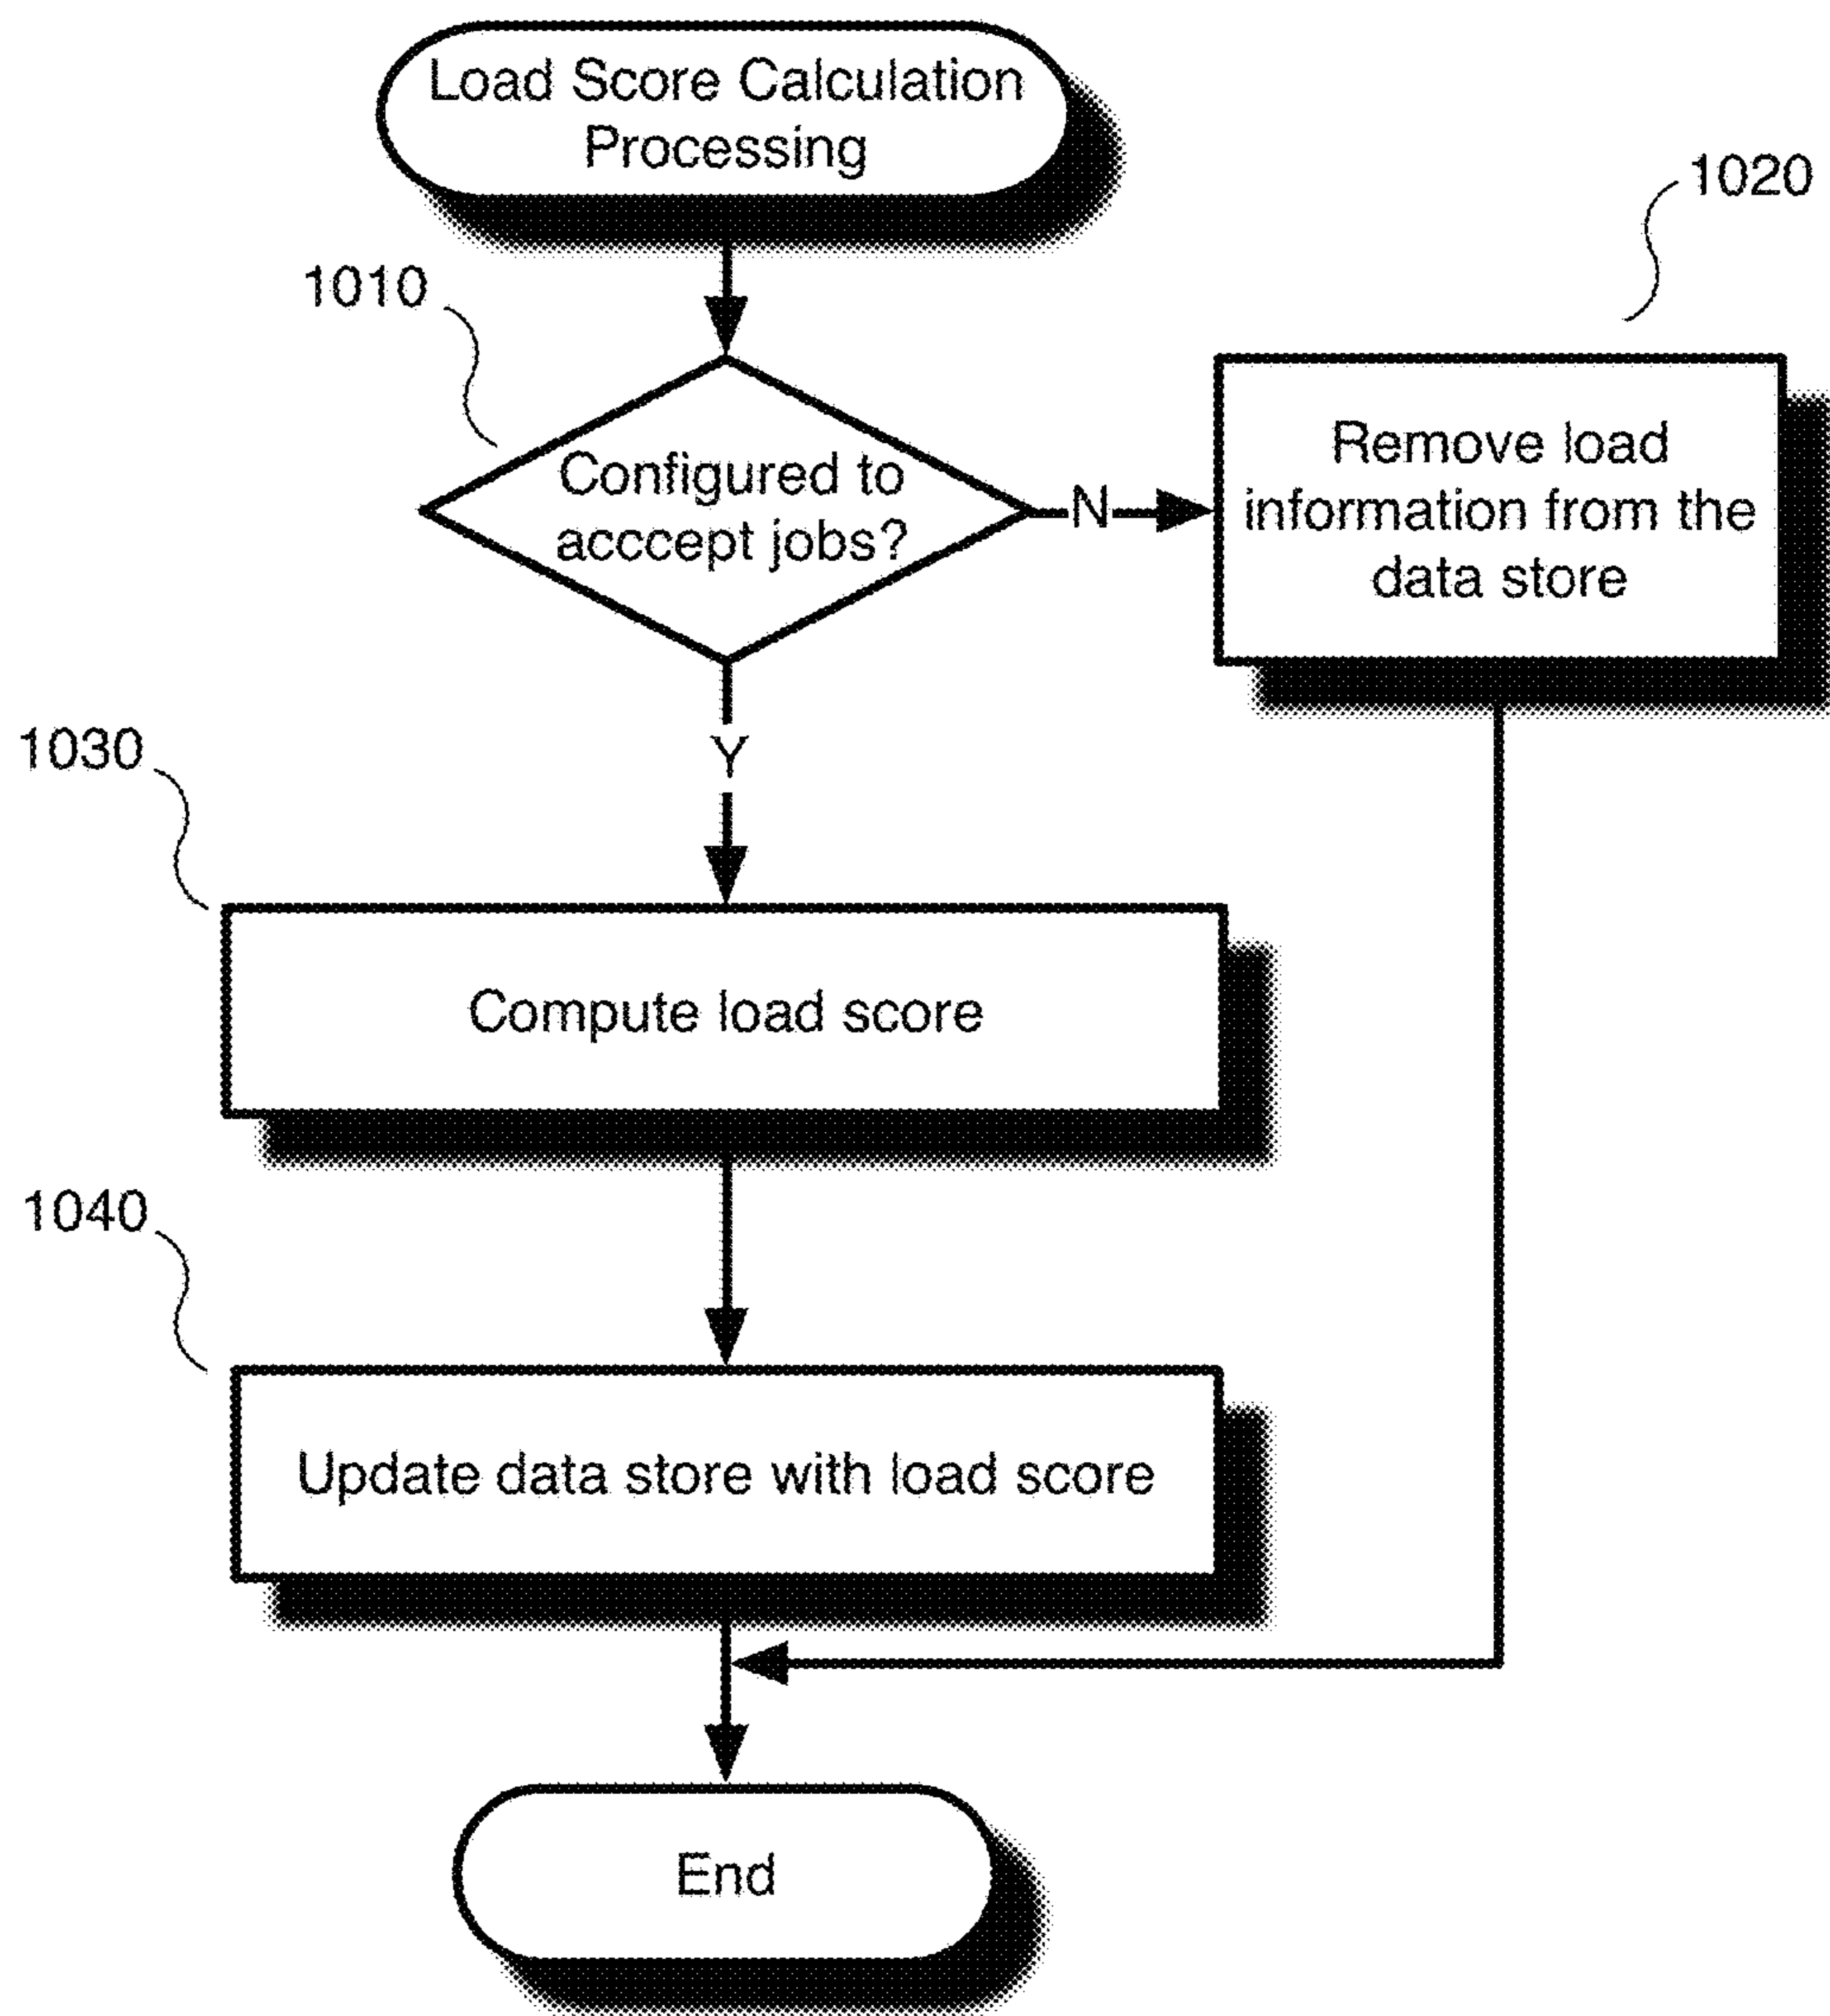 Load Score Calculation
Processing
1020
1010
Configured to
acccept jobs?
N
Remove load
information from the
data store
Y
1030
Compute load score
1040
Update data store with load score
End